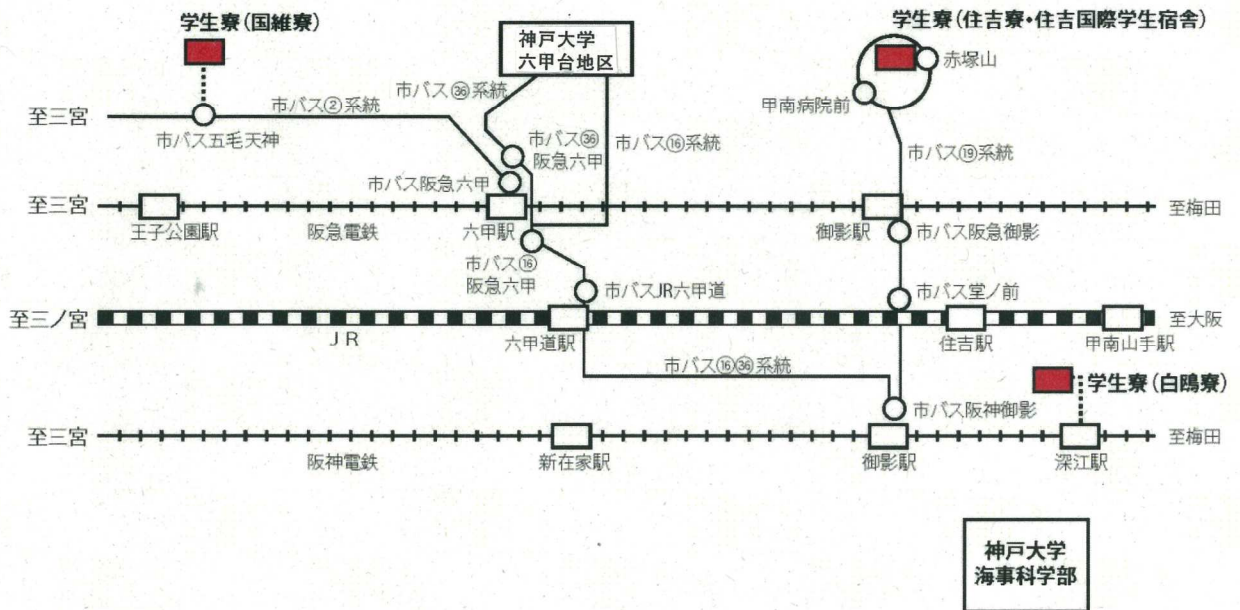 学生寮(国維寮)
学生寮(住吉寮・住吉国際学生宿舎)
神戸大学
六甲台地区
赤塚山
甲南病院前
市バス㊱系統
市バス②系統
至三宮
市バス五毛天神
市バス㊱
阪急六甲
市バス⑯系統
市バス⑲系統
市バス阪急六甲
至三宮
至梅田
王子公園駅
阪急電鉄
六甲駅
御影駅
市バス阪急御影
市バス⑯
阪急六甲
市バスJR六甲道
市バス堂ノ前
至三ノ宮
至大阪
JR
六甲道駅
住吉駅
甲南山手駅
市バス⑯㊱系統
学生寮(白鴎寮)
市バス阪神御影
至三宮
至梅田
阪神電鉄
新在家駅
御影駅
深江駅
神戸大学
海事科学部